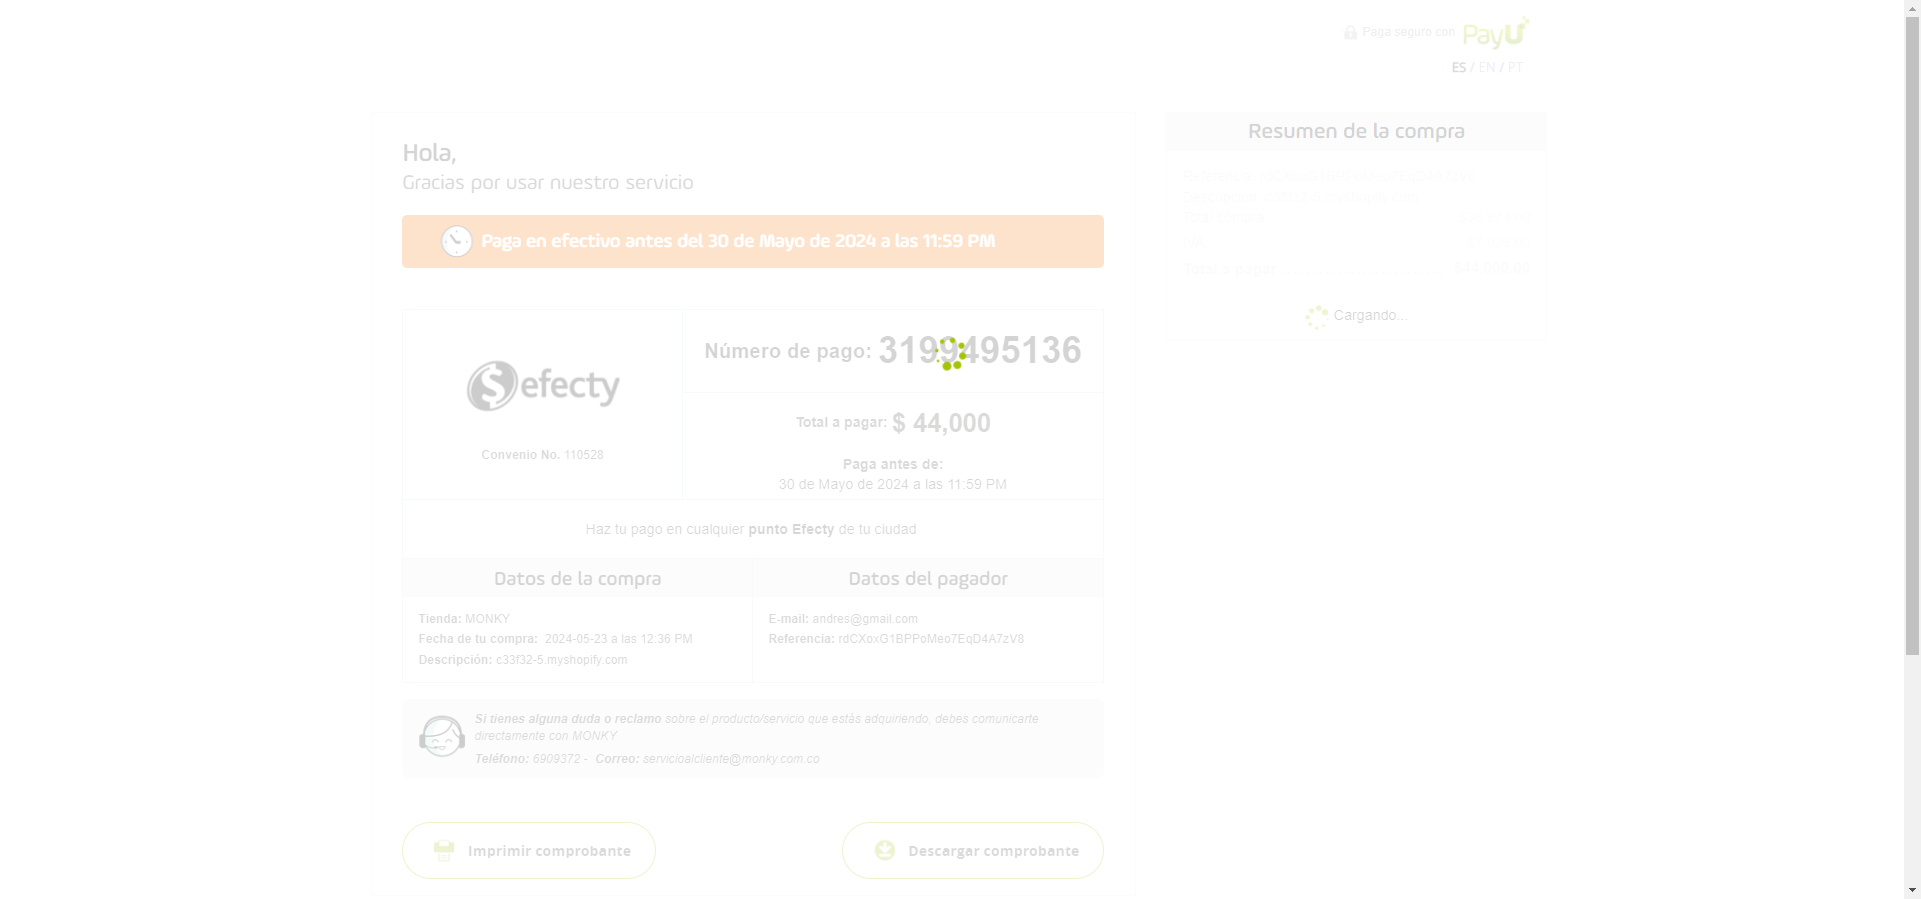 Paga seguro con PayU
ES / EN / PT
Hola,
Gracias por usar nuestro servicio
Paga en efectivo antes del 30 de Mayo de 2024 a las 11:59 PM
efecty
Convenio No. 110528
Número de pago: 3199495136
Total a pagar: $ 44,000
Paga antes de:
30 de Mayo de 2024 a las 11:59 PM
Haz tu pago en cualquier punto Efecty de tu ciudad
Datos de la compra
Tienda: MONKY
Fecha de tu compra: 2024-05-23 a las 12:36 PM
Descripción: c33f32-5.myshopify.com
Datos del pagador
E-mail: andres@gmail.com
Referencia: rdCXoxG1BPPoMeo7EqD4A7zV8
Si tienes alguna duda o reclamo sobre el producto/servicio que estás adquiriendo, debes comunicarte
directamente con MONKY
Teléfono: 6909372 - Correo: servicioalcliente@monky.com.co
Imprimir comprobante
Descargar comprobante
Resumen de la compra
Referencia:
Descripción: c33f32-5.myshopify.com
Total compra
IVA
Total a pagar $44,000.00
Cargando...